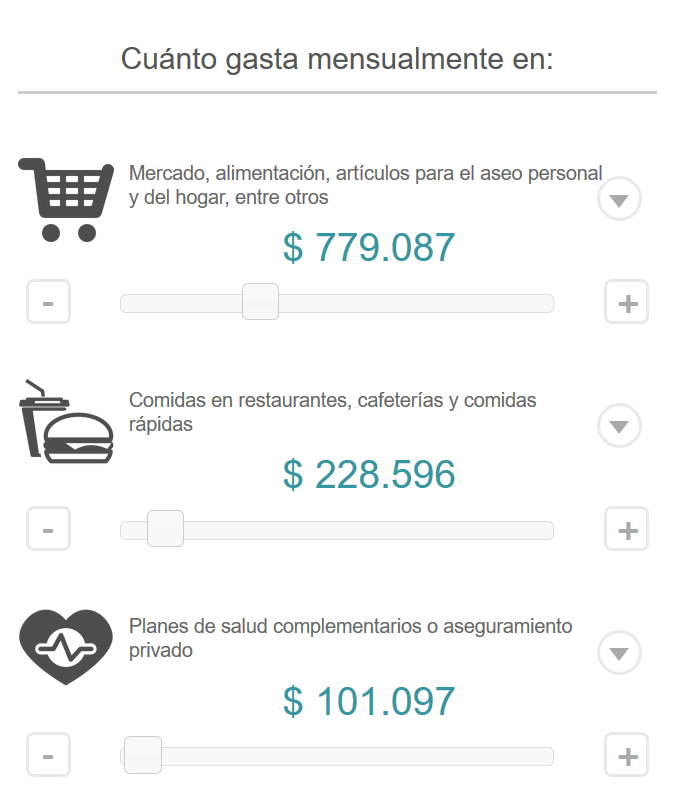 Cuánto gasta mensualmente en:
Mercado, alimentación, artículos para el aseo personal
y del hogar, entre otros
$ 779.087
- +
Comidas en restaurantes, cafeterías y comidas
rápidas
$ 228.596
- +
Planes de salud complementarios o aseguramiento
privado
$ 101.097
- +